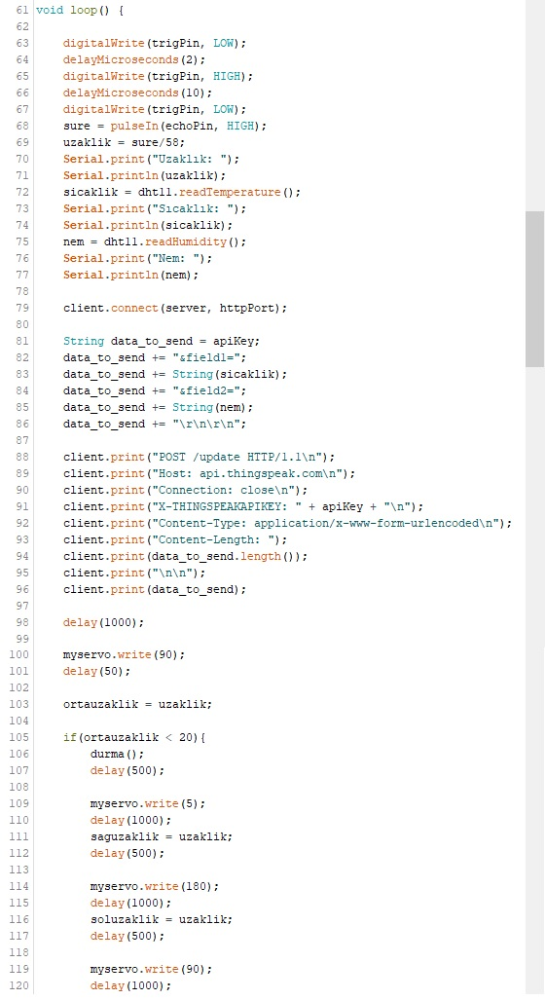 61 void loop() {
62
63 digitalWrite(trigPin, LOW);
64 delayMicroseconds(2);
65 digitalWrite(trigPin, HIGH);
66 delayMicroseconds(10);
67 digitalWrite(trigPin, LOW);
68 sure = pulseIn(echoPin, HIGH);
69 uzaklik = sure/58;
70 Serial.print("Uzaklık: ");
71 Serial.println(uzaklik);
72 sicaklik = dht11.readTemperature();
73 Serial.print("Sıcaklık: ");
74 Serial.println(sicaklik);
75 nem = dht11.readHumidity();
76 Serial.print("Nem: ");
77 Serial.println(nem);
78
79 client.connect(server, httpPort);
80
81 String data_to_send = apiKey;
82 data_to_send += "&field1=";
83 data_to_send += String(sicaklik);
84 data_to_send += "&field2=";
85 data_to_send += String(nem);
86 data_to_send += "\r\n\r\n";
87
88 client.print("POST /update HTTP/1.1\n");
89 client.print("Host: api.thingspeak.com\n");
90 client.print("Connection: close\n");
91 client.print("X-THINGSPEAKAPIKEY: " + apiKey + "\n");
92 client.print("Content-Type: application/x-www-form-urlencoded\n");
93 client.print("Content-Length: ");
94 client.print(data_to_send.length());
95 client.print("\n\n");
96 client.print(data_to_send);
97
98 delay(1000);
99
100 myservo.write(90);
101 delay(50);
102
103 ortauzaklik = uzaklik;
104
105 if(ortauzaklik < 20){
106 durma();
107 delay(500);
108
109 myservo.write(5);
110 delay(1000);
111 saguzaklik = uzaklik;
112 delay(500);
113
114 myservo.write(180);
115 delay(1000);
116 soluzaklik = uzaklik;
117 delay(500);
118
119 myservo.write(90);
120 delay(1000);